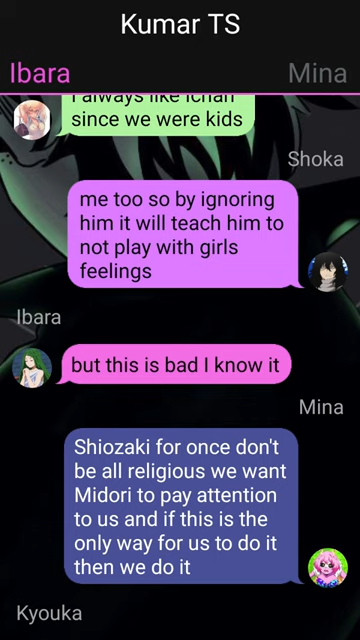 Kumar TS
Ibara Mina
I always like Ichan
since we were kids
Shoka
me too so by ignoring
him it will teach him to
not play with girls
feelings
Ibara
but this is bad I know it
Mina
Shiozaki for once don't
be all religious we want
Midori to pay attention
to us and if this is the
only way for us to do it
then we do it
Kyouka